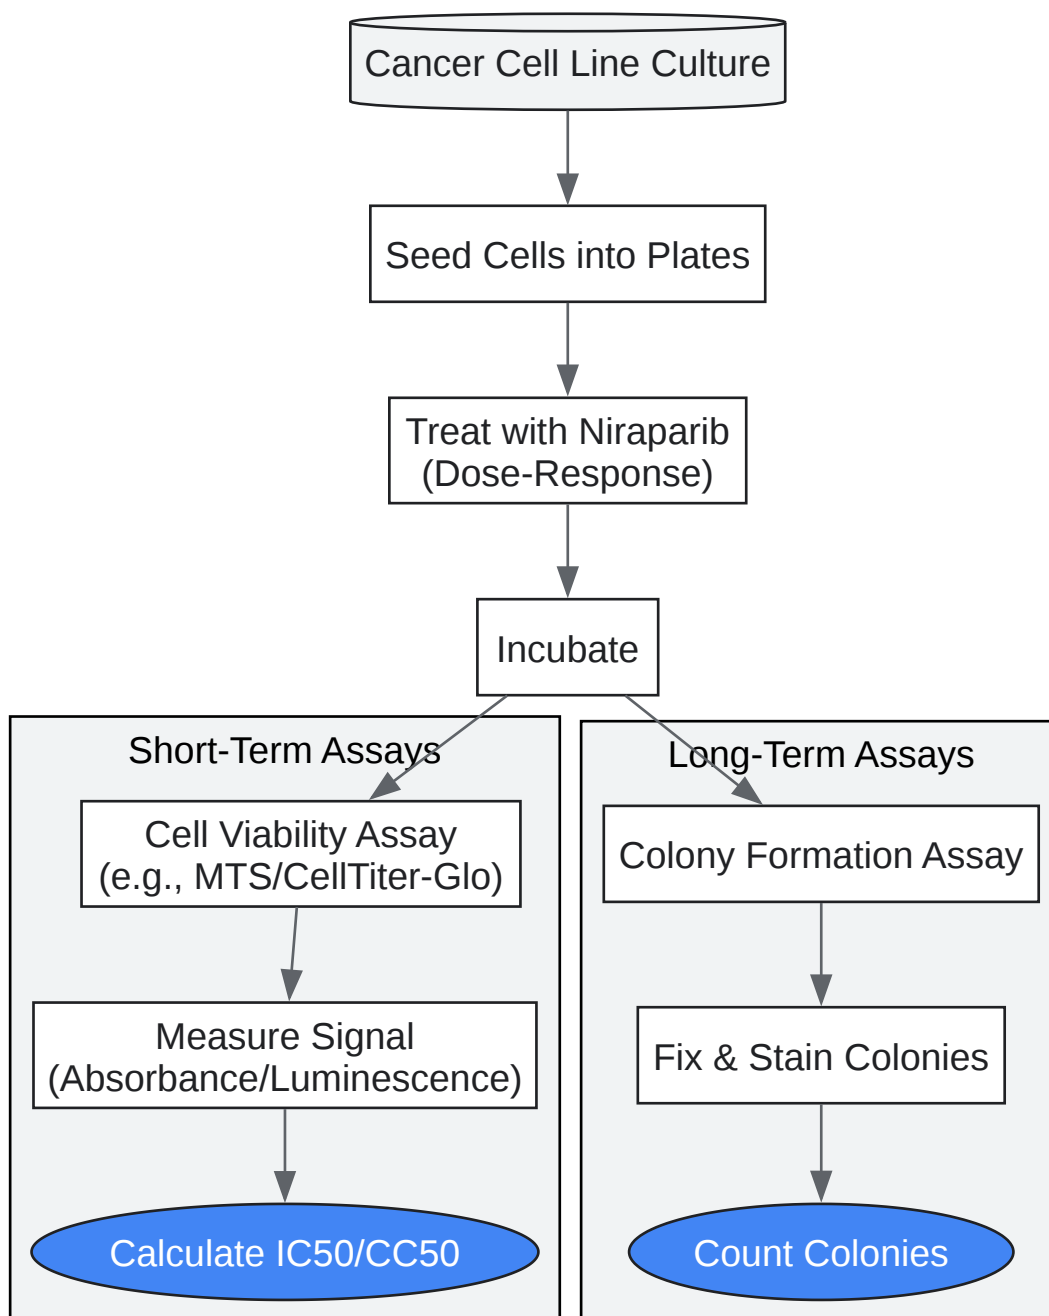 Cancer Cell Line Culture
Seed Cells into Plates
Treat with Niraparib
(Dose-Response)
Incubate
Short-Term Assays
Cell Viability Assay
(e.g., MTS/CellTiter-Glo)
Measure Signal
(Absorbance/Luminescence)
Calculate IC50/CC50
Long-Term Assays
Colony Formation Assay
Fix & Stain Colonies
Count Colonies